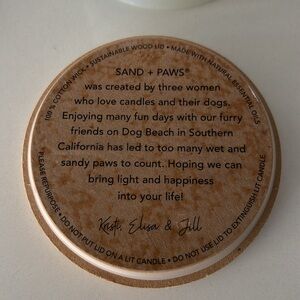 100% COTTON WICK • SUSTAINABLE WOOD LID • MADE WITH NATURAL ESSENTIAL OILS
SAND + PAWS®
was created by three women
who love candles and their dogs.
Enjoying many fun days with our furry
friends on Dog Beach in Southern
California has led to too many wet and
sandy paws to count. Hoping we can
bring light and happiness
into your life!
Kristi, Elisa & Jill
PLEASE REPURPOSE • DO NOT PUT LID ON A LIT CANDLE • DO NOT USE LID TO EXTINGUISH LIT CANDLE